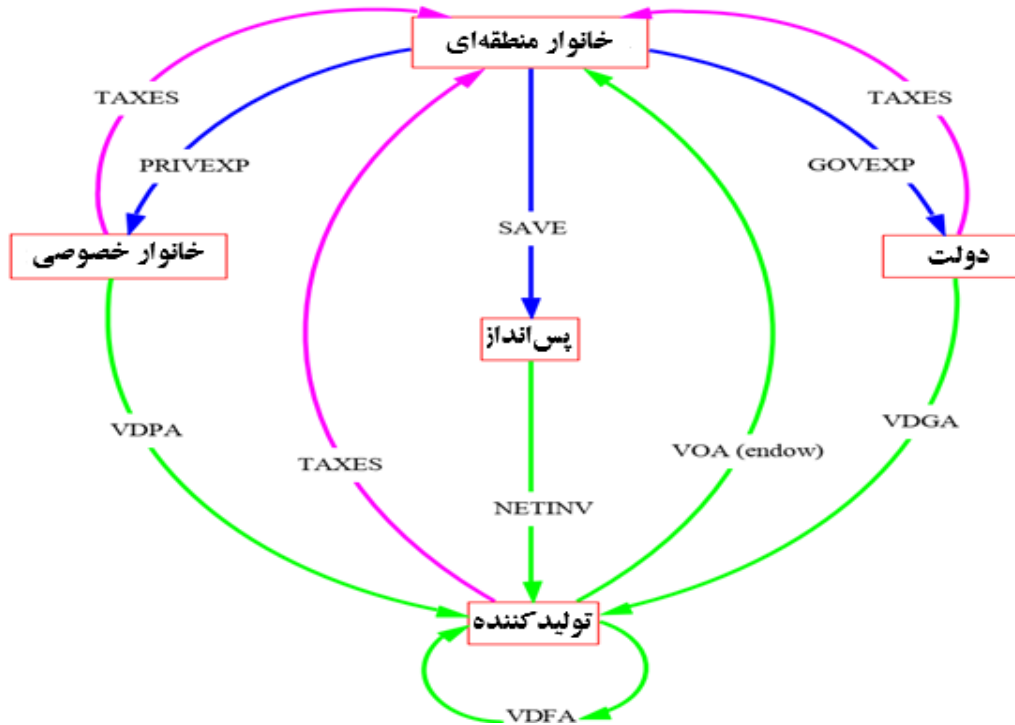 خانوار منطقه‌ای
TAXES
TAXES
PRIVEXP
GOVEXP
SAVE
خانوار خصوصی
دولت
پس‌انداز
VDPA
VDGA
TAXES
VOA (endow)
NETINV
تولیدکننده
VDFA